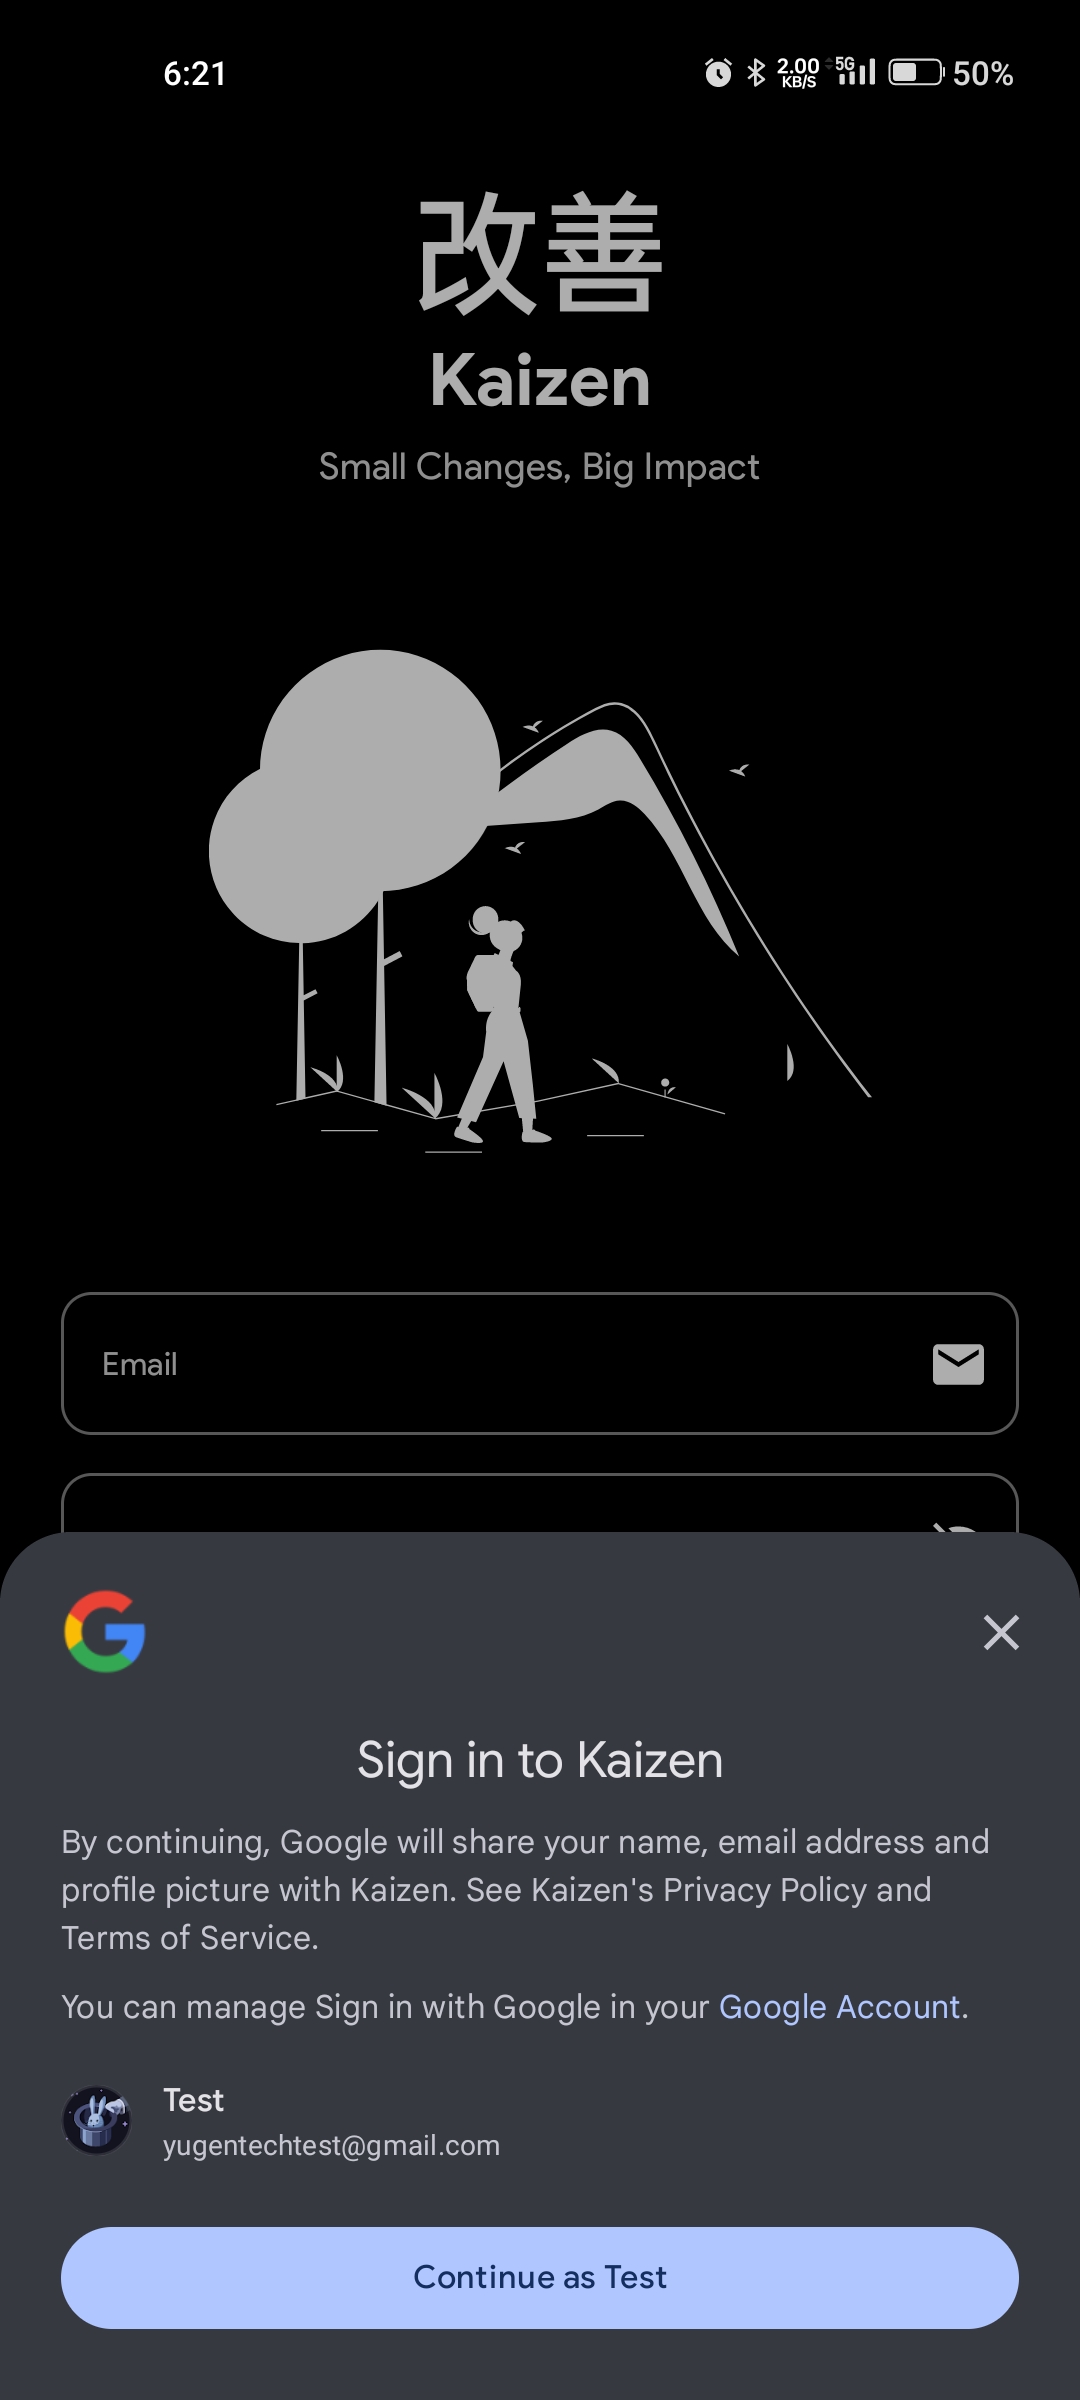 6:21
2.00
KB/S
5G
50%
改善
Kaizen
Small Changes, Big Impact
Email
Sign in to Kaizen
By continuing, Google will share your name, email address and
profile picture with Kaizen. See Kaizen's Privacy Policy and
Terms of Service.
You can manage Sign in with Google in your Google Account.
Test
yugentechtest@gmail.com
Continue as Test